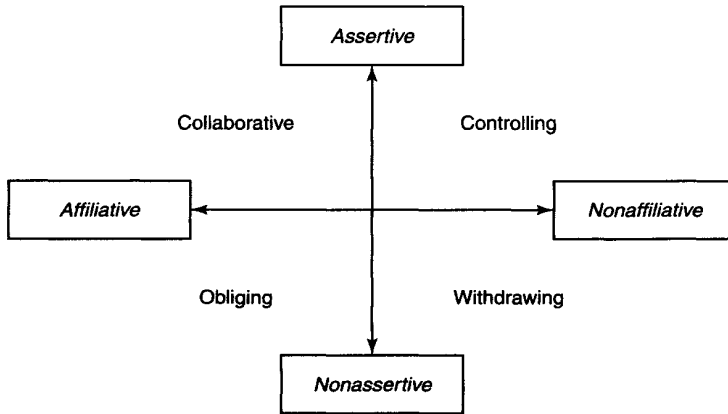 Assertive
Collaborative
Controlling
Affiliative
Nonaffiliative
Obliging
Withdrawing
Nonassertive